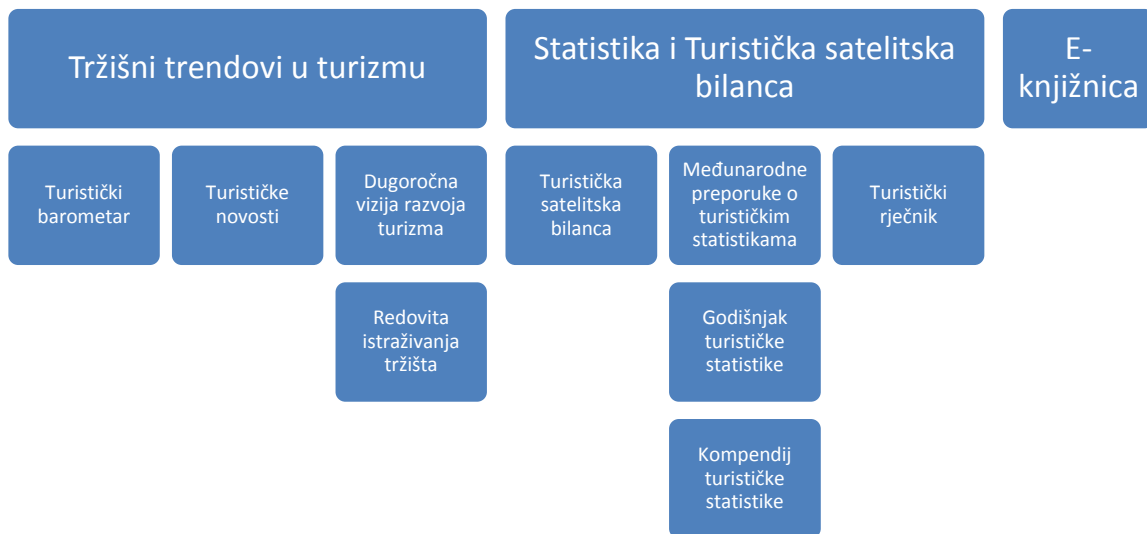 Tržišni trendovi u turizmu
Statistika i Turistička satelitska
bilanca
E-
knjižnica
Turistički
barometar
Turističke
novosti
Dugoročna
vizija razvoja
turizma
Turistička
satelitska
bilanca
Međunarodne
preporuke o
turističkim
statistikama
Turistički
rječnik
Redovita
istraživanja
tržišta
Godišnjak
turističke
statistike
Kompendij
turističke
statistike